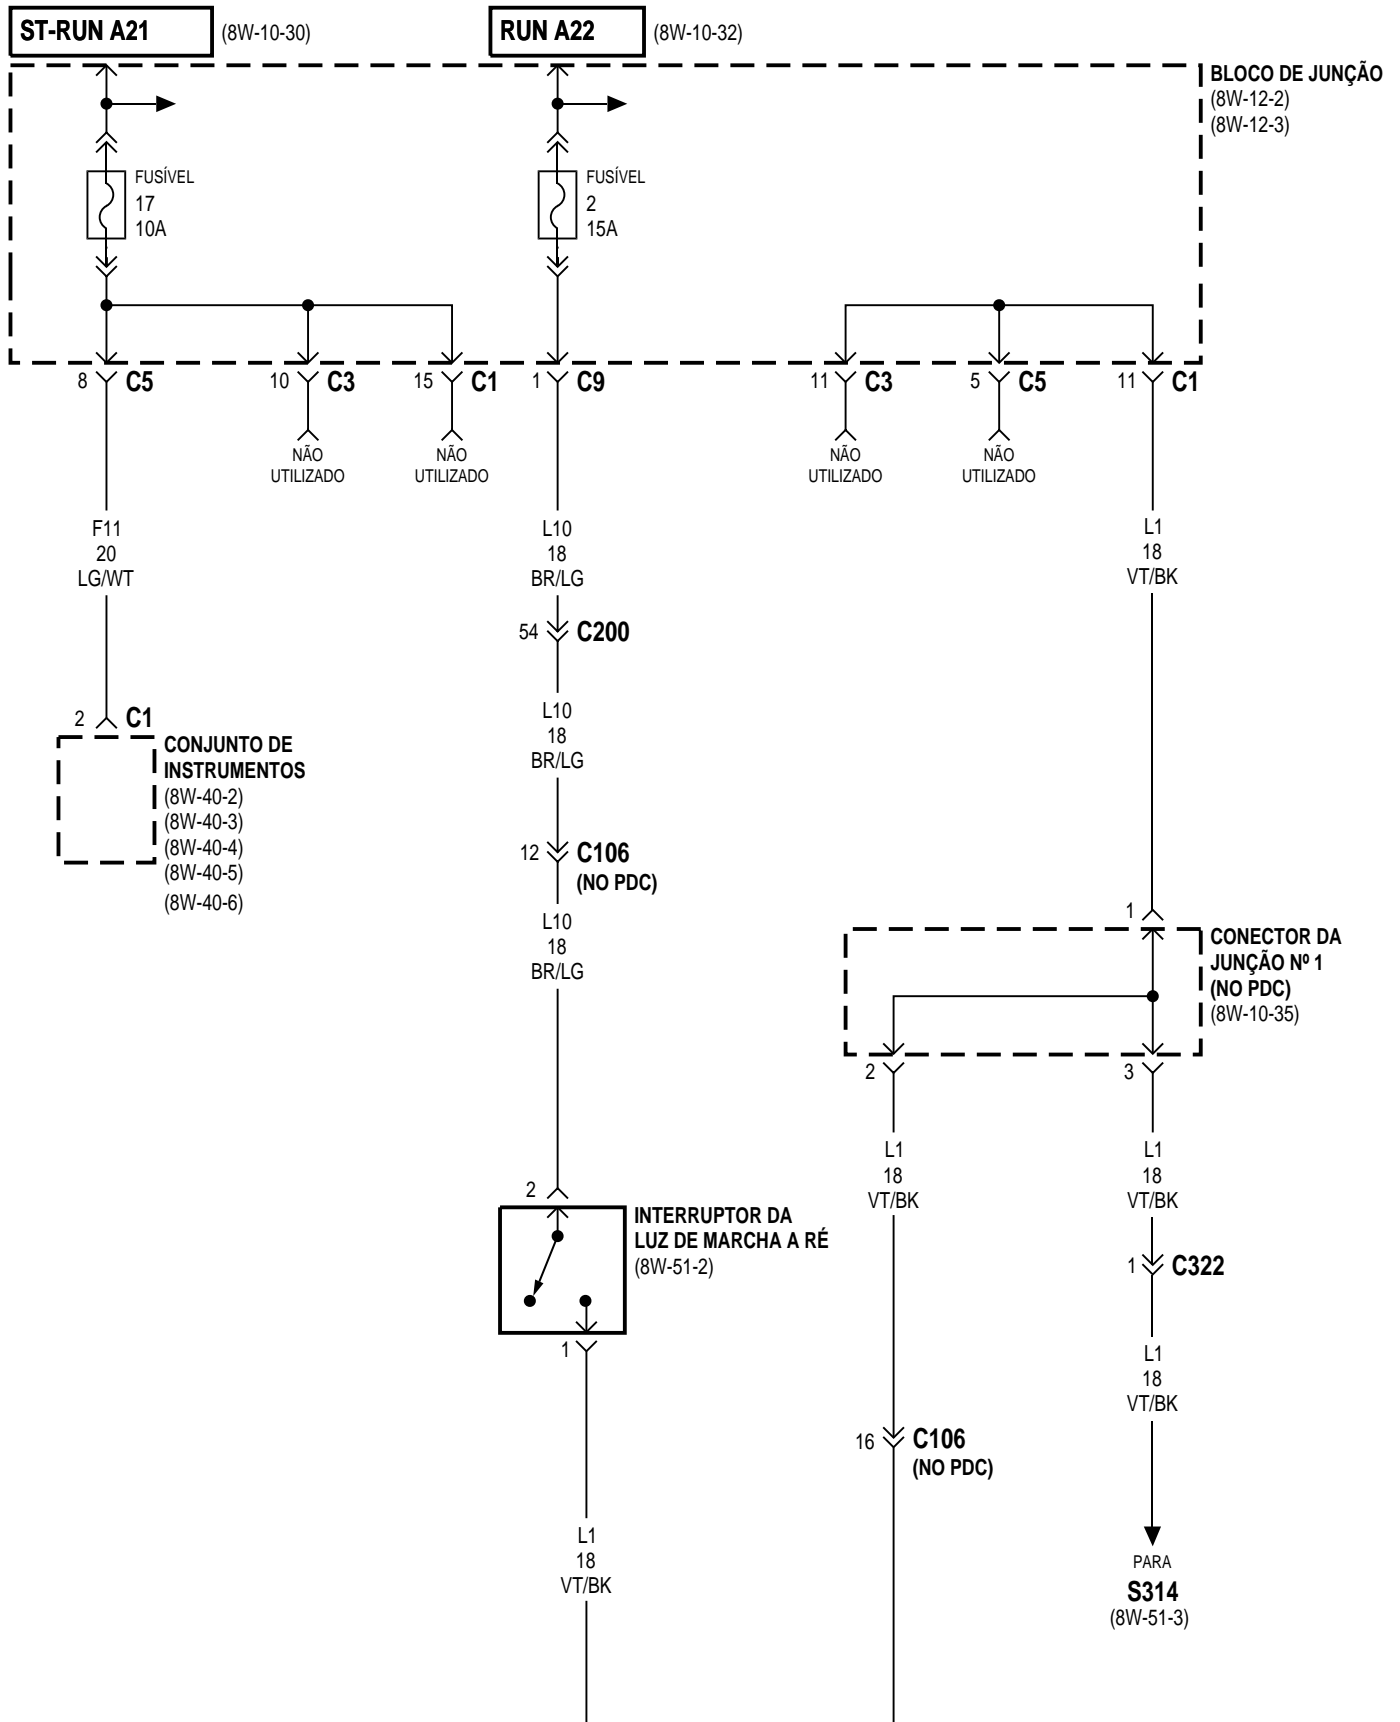 ST-RUN A21
(8W-10-30)
RUN A22
(8W-10-32)
BLOCO DE JUNÇÃO
(8W-12-2)
(8W-12-3)
FUSÍVEL
17
10A
FUSÍVEL
2
15A
8 C5
10 C3
15 C1
1 C9
11 C3
5 C5
11 C1
NÃO
UTILIZADO
NÃO
UTILIZADO
NÃO
UTILIZADO
NÃO
UTILIZADO
F11
20
LG/WT
L10
18
BR/LG
L1
18
VT/BK
54 C200
L10
18
BR/LG
2 C1
CONJUNTO DE
INSTRUMENTOS
(8W-40-2)
(8W-40-3)
(8W-40-4)
(8W-40-5)
(8W-40-6)
12 C106
(NO PDC)
L10
18
BR/LG
1
CONECTOR DA
JUNÇÃO Nº 1
(NO PDC)
(8W-10-35)
2
3
L1
18
VT/BK
L1
18
VT/BK
2
INTERRUPTOR DA
LUZ DE MARCHA A RÉ
(8W-51-2)
1
1 C322
L1
18
VT/BK
16 C106
(NO PDC)
L1
18
VT/BK
PARA
S314
(8W-51-3)